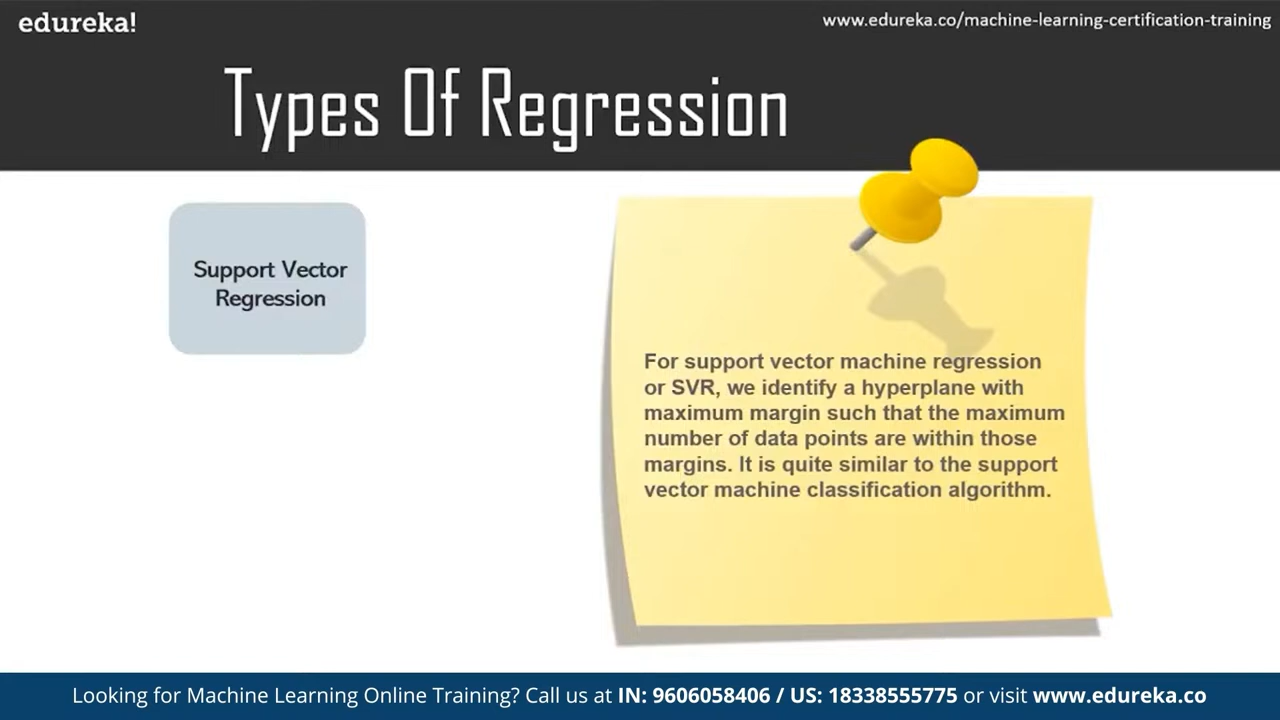 edureka!
www.edureka.co/machine-learning-certification-training
Types Of Regression
Support Vector
Regression
For support vector machine regression
or SVR, we identify a hyperplane with
maximum margin such that the maximum
number of data points are within those
margins. It is quite similar to the support
vector machine classification algorithm.
Looking for Machine Learning Online Training? Call us at IN: 9606058406 / US: 18338555775 or visit www.edureka.co